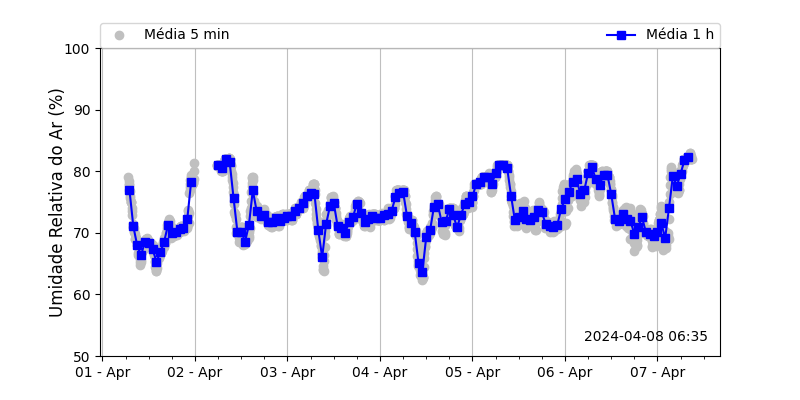 Média 5 min
Média 1 h
Umidade Relativa do Ar (%)
100
90
80
70
60
50
2024-04-08 06:35
01 - Apr
02 - Apr
03 - Apr
04 - Apr
05 - Apr
06 - Apr
07 - Apr